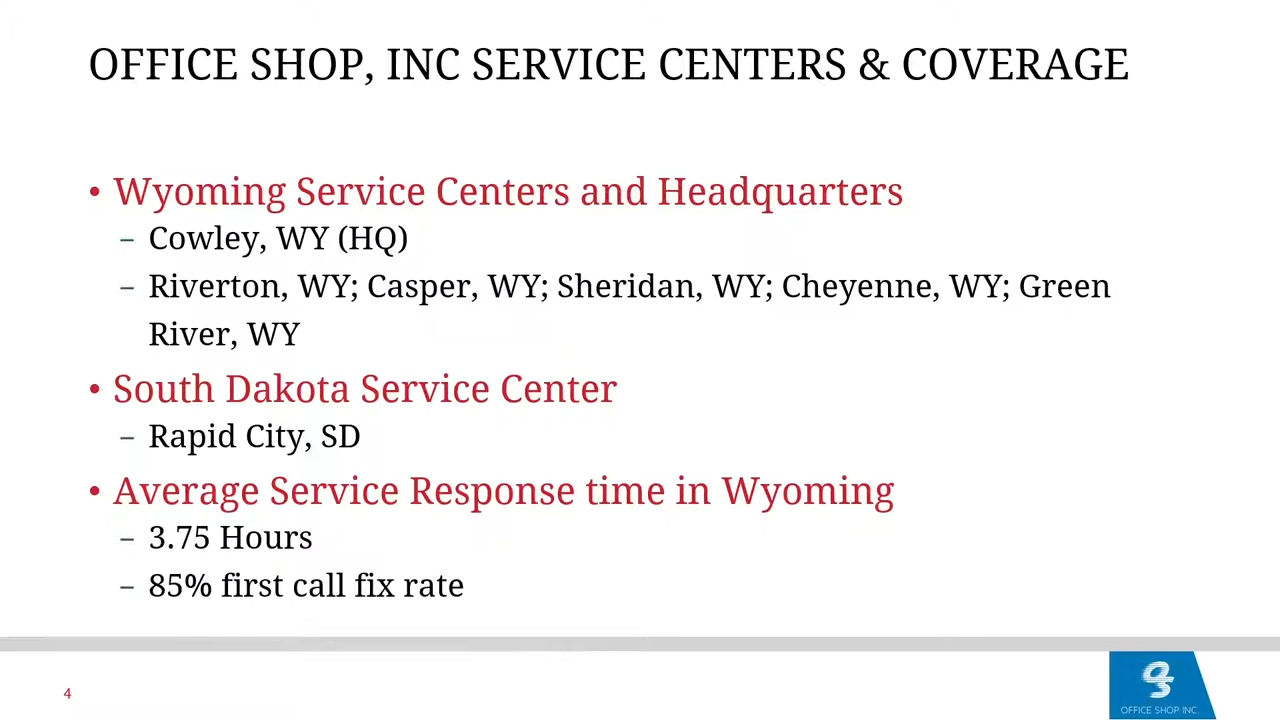 OFFICE SHOP, INC SERVICE CENTERS & COVERAGE
• Wyoming Service Centers and Headquarters
– Cowley, WY (HQ)
– Riverton, WY; Casper, WY; Sheridan, WY; Cheyenne, WY; Green
River, WY
• South Dakota Service Center
– Rapid City, SD
• Average Service Response time in Wyoming
– 3.75 Hours
– 85% first call fix rate
4
OFFICE SHOP INC.